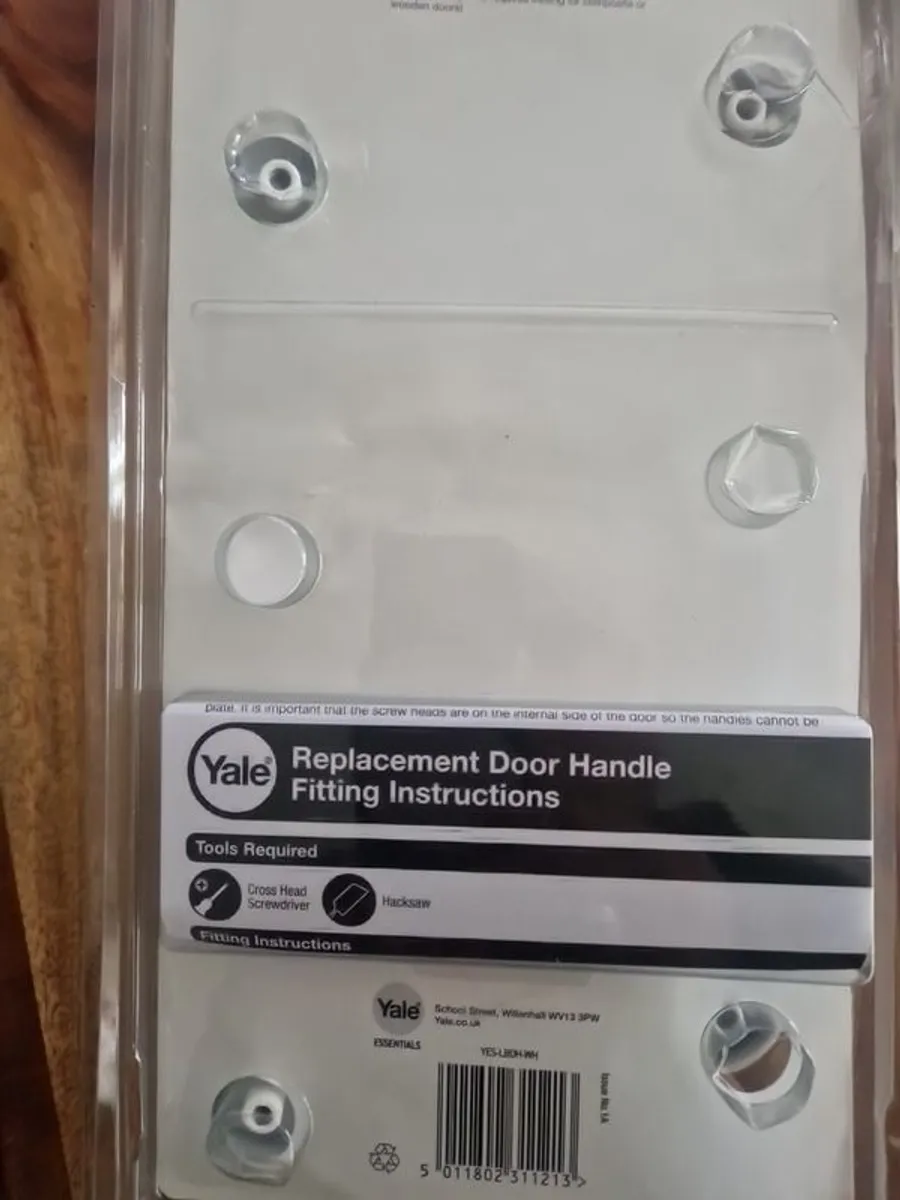 wooden doors)
plate. It is important that the screw heads are on the internal side of the door so the handles cannot be
Yale®
Replacement Door Handle
Fitting Instructions
Tools Required
Cross Head
Screwdriver
Hacksaw
Fitting Instructions
Yale®
ESSENTIALS
School Street, Willenhall WV13 3PW
Yale.co.uk
YES-LBDH-WH
Issue No.1A
5 011802 311213 >